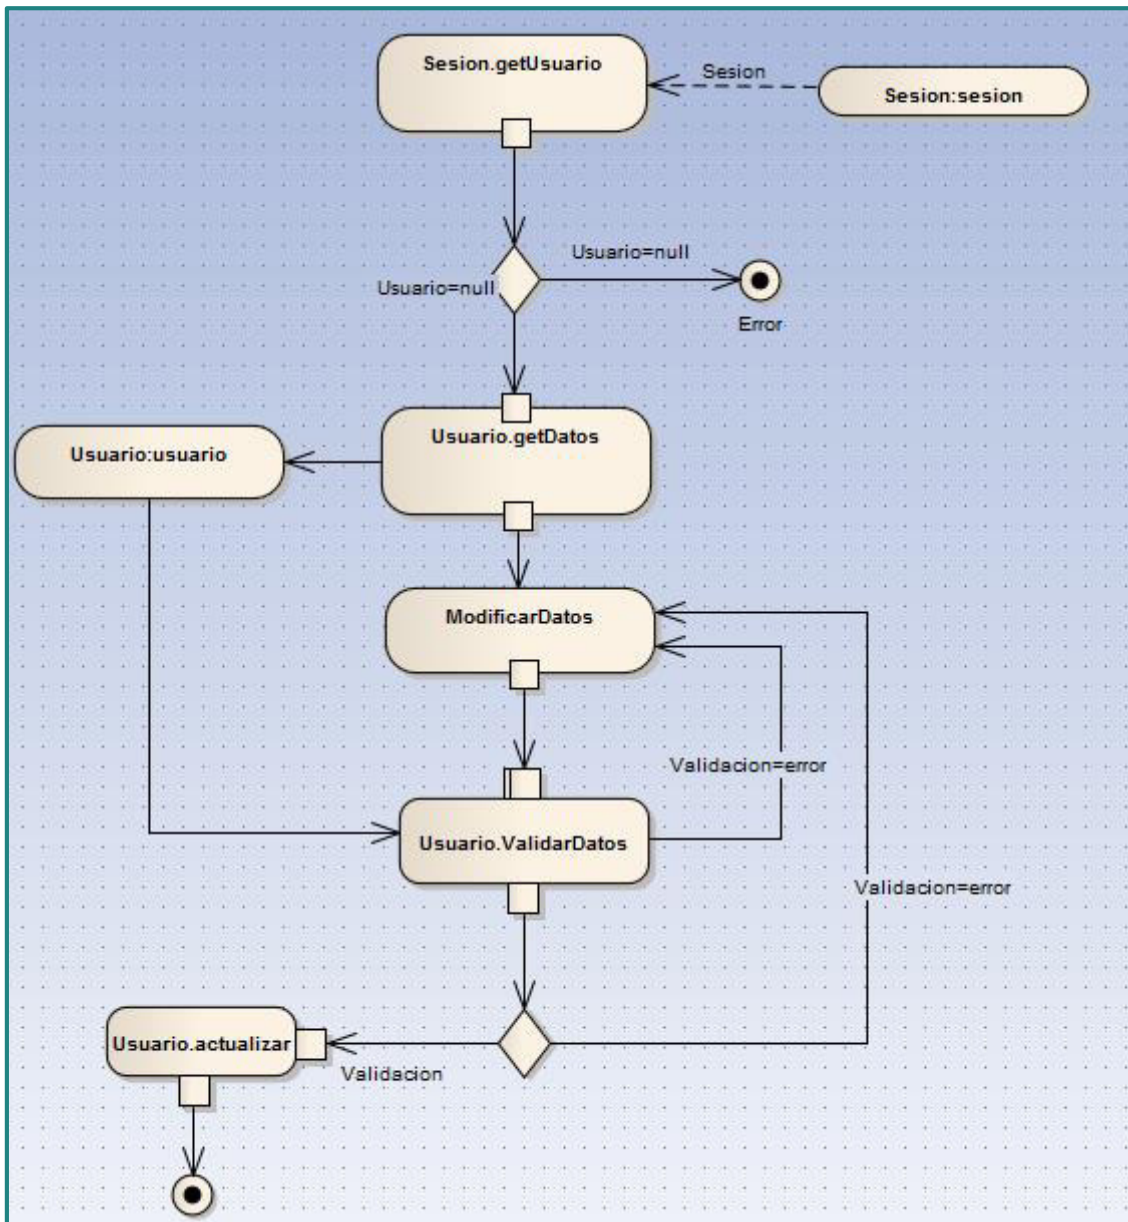 Sesion.getUsuario
Sesion
Sesion:sesion
Usuario=null
Usuario=null
Error
Usuario.getDatos
Usuario:usuario
ModificarDatos
Validacion=error
Usuario.ValidarDatos
Validacion=error
Usuario.actualizar
Validacion